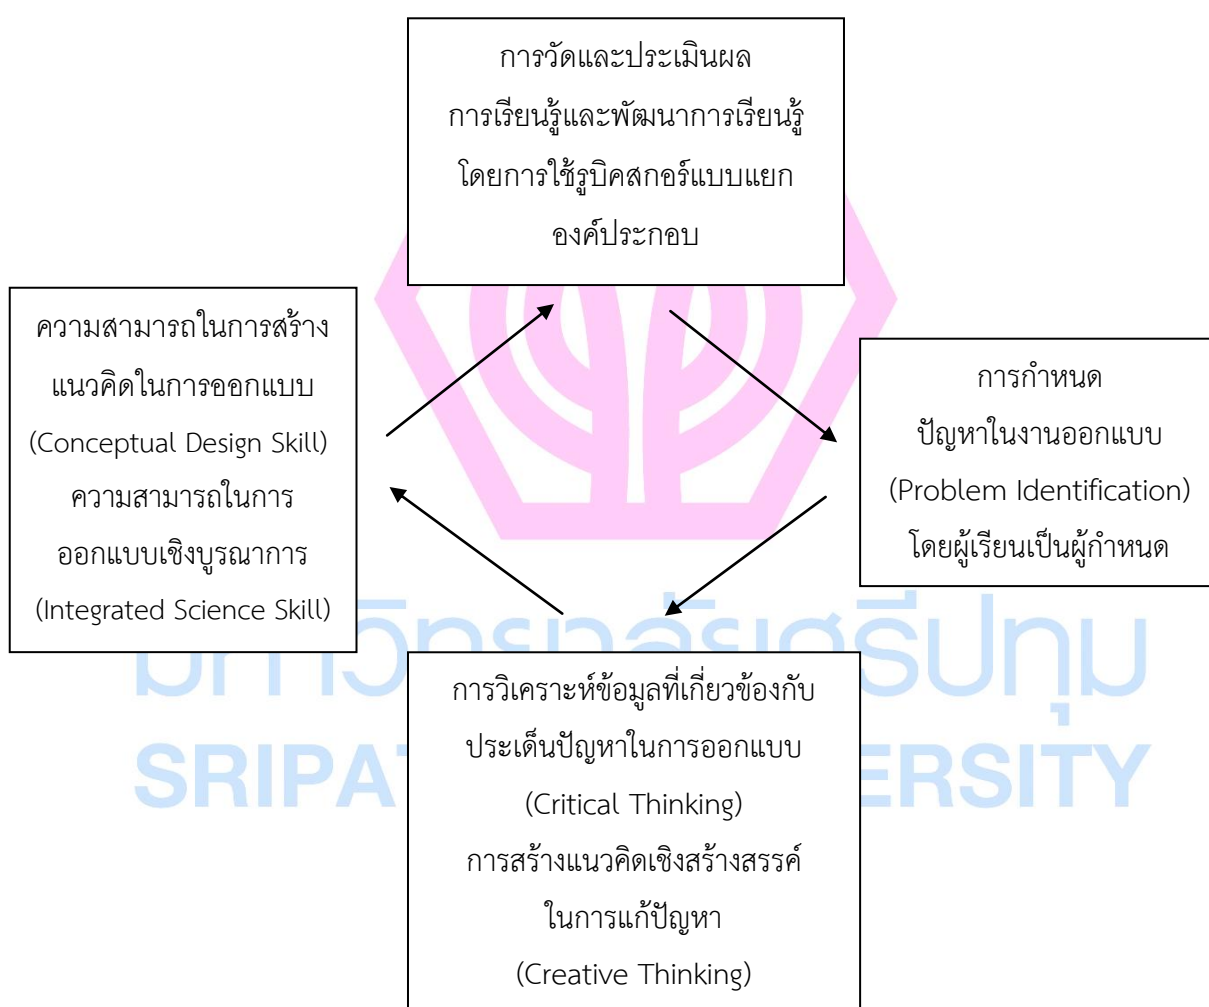 การวัดและประเมินผล
การเรียนรู้และพัฒนาการเรียนรู้
โดยการใช้รูบิคสกอร์แบบแยก
องค์ประกอบ
ความสามารถในการสร้าง
แนวคิดในการออกแบบ
(Conceptual Design Skill)
ความสามารถในการ
ออกแบบเชิงบูรณาการ
(Integrated Science Skill)
การกำหนด
ปัญหาในงานออกแบบ
(Problem Identification)
โดยผู้เรียนเป็นผู้กำหนด
การวิเคราะห์ข้อมูลที่เกี่ยวข้องกับ
ประเด็นปัญหาในการออกแบบ
(Critical Thinking)
การสร้างแนวคิดเชิงสร้างสรรค์
ในการแก้ปัญหา
(Creative Thinking)